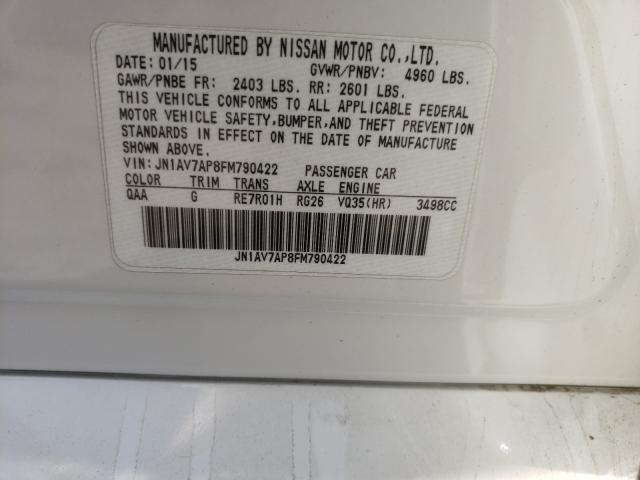 MANUFACTURED BY NISSAN MOTOR CO.,LTD.
DATE: 01/15 GVWR/PNBV: 4960 LBS.
GAWR/PNBE FR: 2403 LBS. RR: 2601 LBS.
THIS VEHICLE CONFORMS TO ALL APPLICABLE FEDERAL
MOTOR VEHICLE SAFETY,BUMPER,AND THEFT PREVENTION
STANDARDS IN EFFECT ON THE DATE OF MANUFACTURE
SHOWN ABOVE.
VIN: JN1AV7AP8FM790422 PASSENGER CAR
COLOR TRIM TRANS AXLE ENGINE
QAA G RE7R01H RG26 VQ35(HR) 3498CC
JN1AV7AP8FM790422